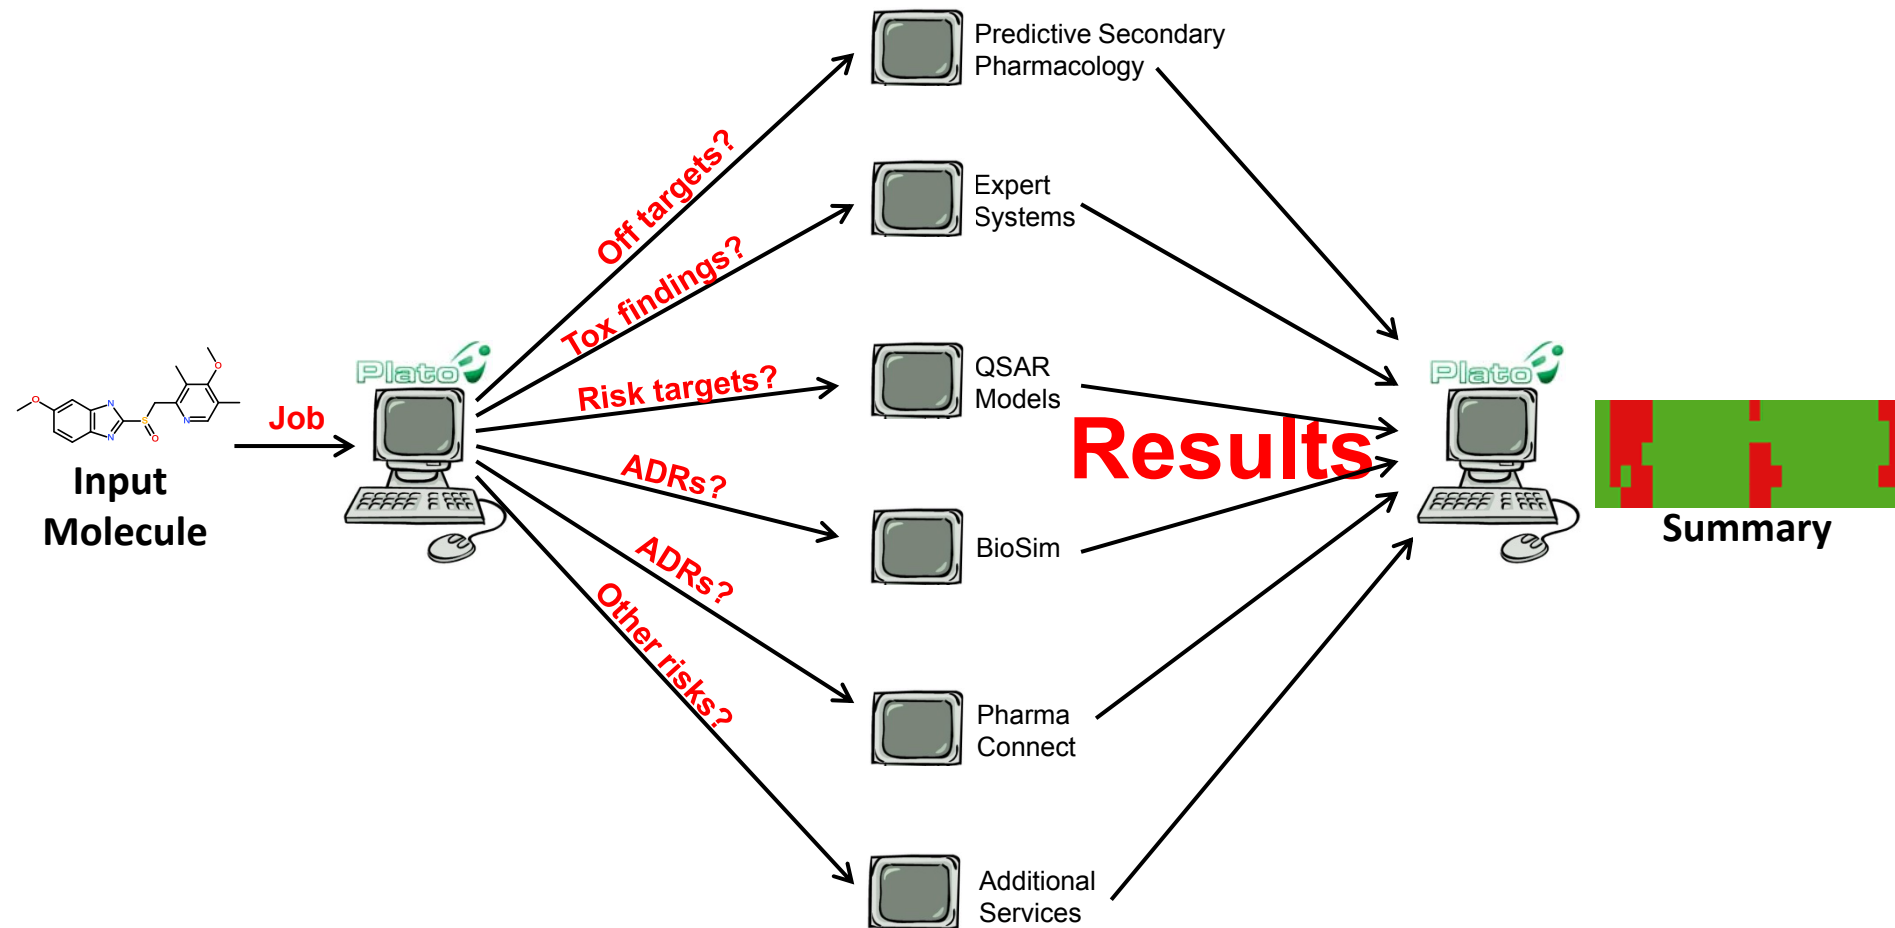 Predictive Secondary
Pharmacology
Off targets?
Expert
Systems
Tox findings?
Plato
QSAR
Models
Risk targets?
Plato
Job
Results
Input
Molecule
ADRs?
BioSim
Summary
ADRs?
Other risks?
Pharma
Connect
Additional
Services
O
N
N
S
O
N
O